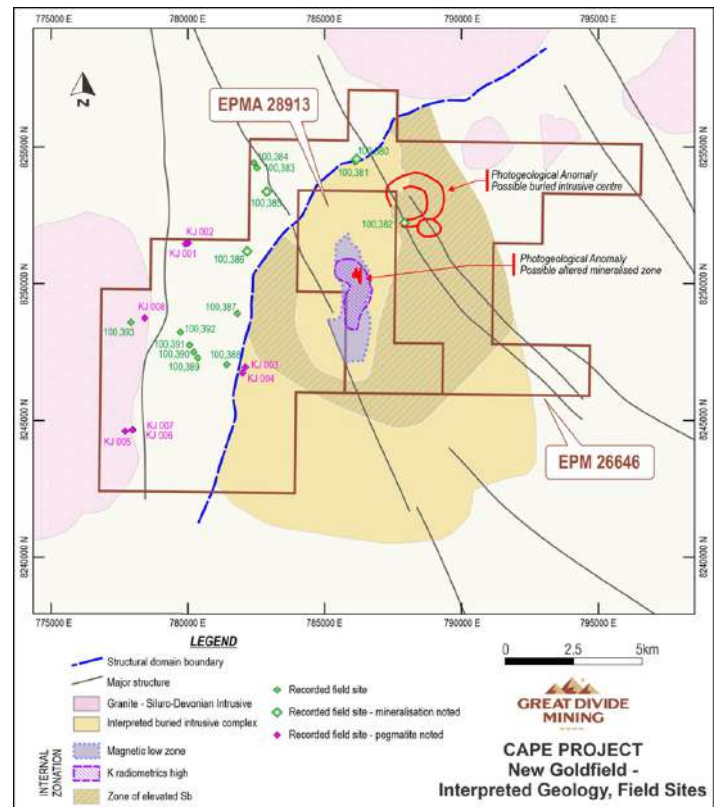 775000 E
780000 E
785000 E
790000 E
795000 E
8255000 N
8250000 N
8245000 N
8240000 N
8255000 N
8250000 N
8245000 N
8240000 N
N
EPMA 28913
100,384
100,383
100,380
100,381
100,385
100,382
Photogeological Anomaly
Possible buried intrusive centre
KJ 002
KJ 001
100,386
Photogeological Anomaly
Possible altered mineralised zone
KJ 008
100,393
100,387
100,392
100,391
100,390
100,389
100,388
KJ 003
KJ 004
KJ 007
KJ 005
KJ 006
EPM 26646
775000 E
780000 E
785000 E
790000 E
795000 E
LEGEND
Structural domain boundary
Major structure
Granite - Siluro-Devonian Intrusive
Interpreted buried intrusive complex
INTERNAL
ZONATION
Magnetic low zone
K radiometrics high
Zone of elevated Sb
Recorded field site
Recorded field site - mineralisation noted
Recorded field site - pegmatite noted
0 2.5 5km
GREAT DIVIDE
MINING
CAPE PROJECT
New Goldfield -
Interpreted Geology, Field Sites